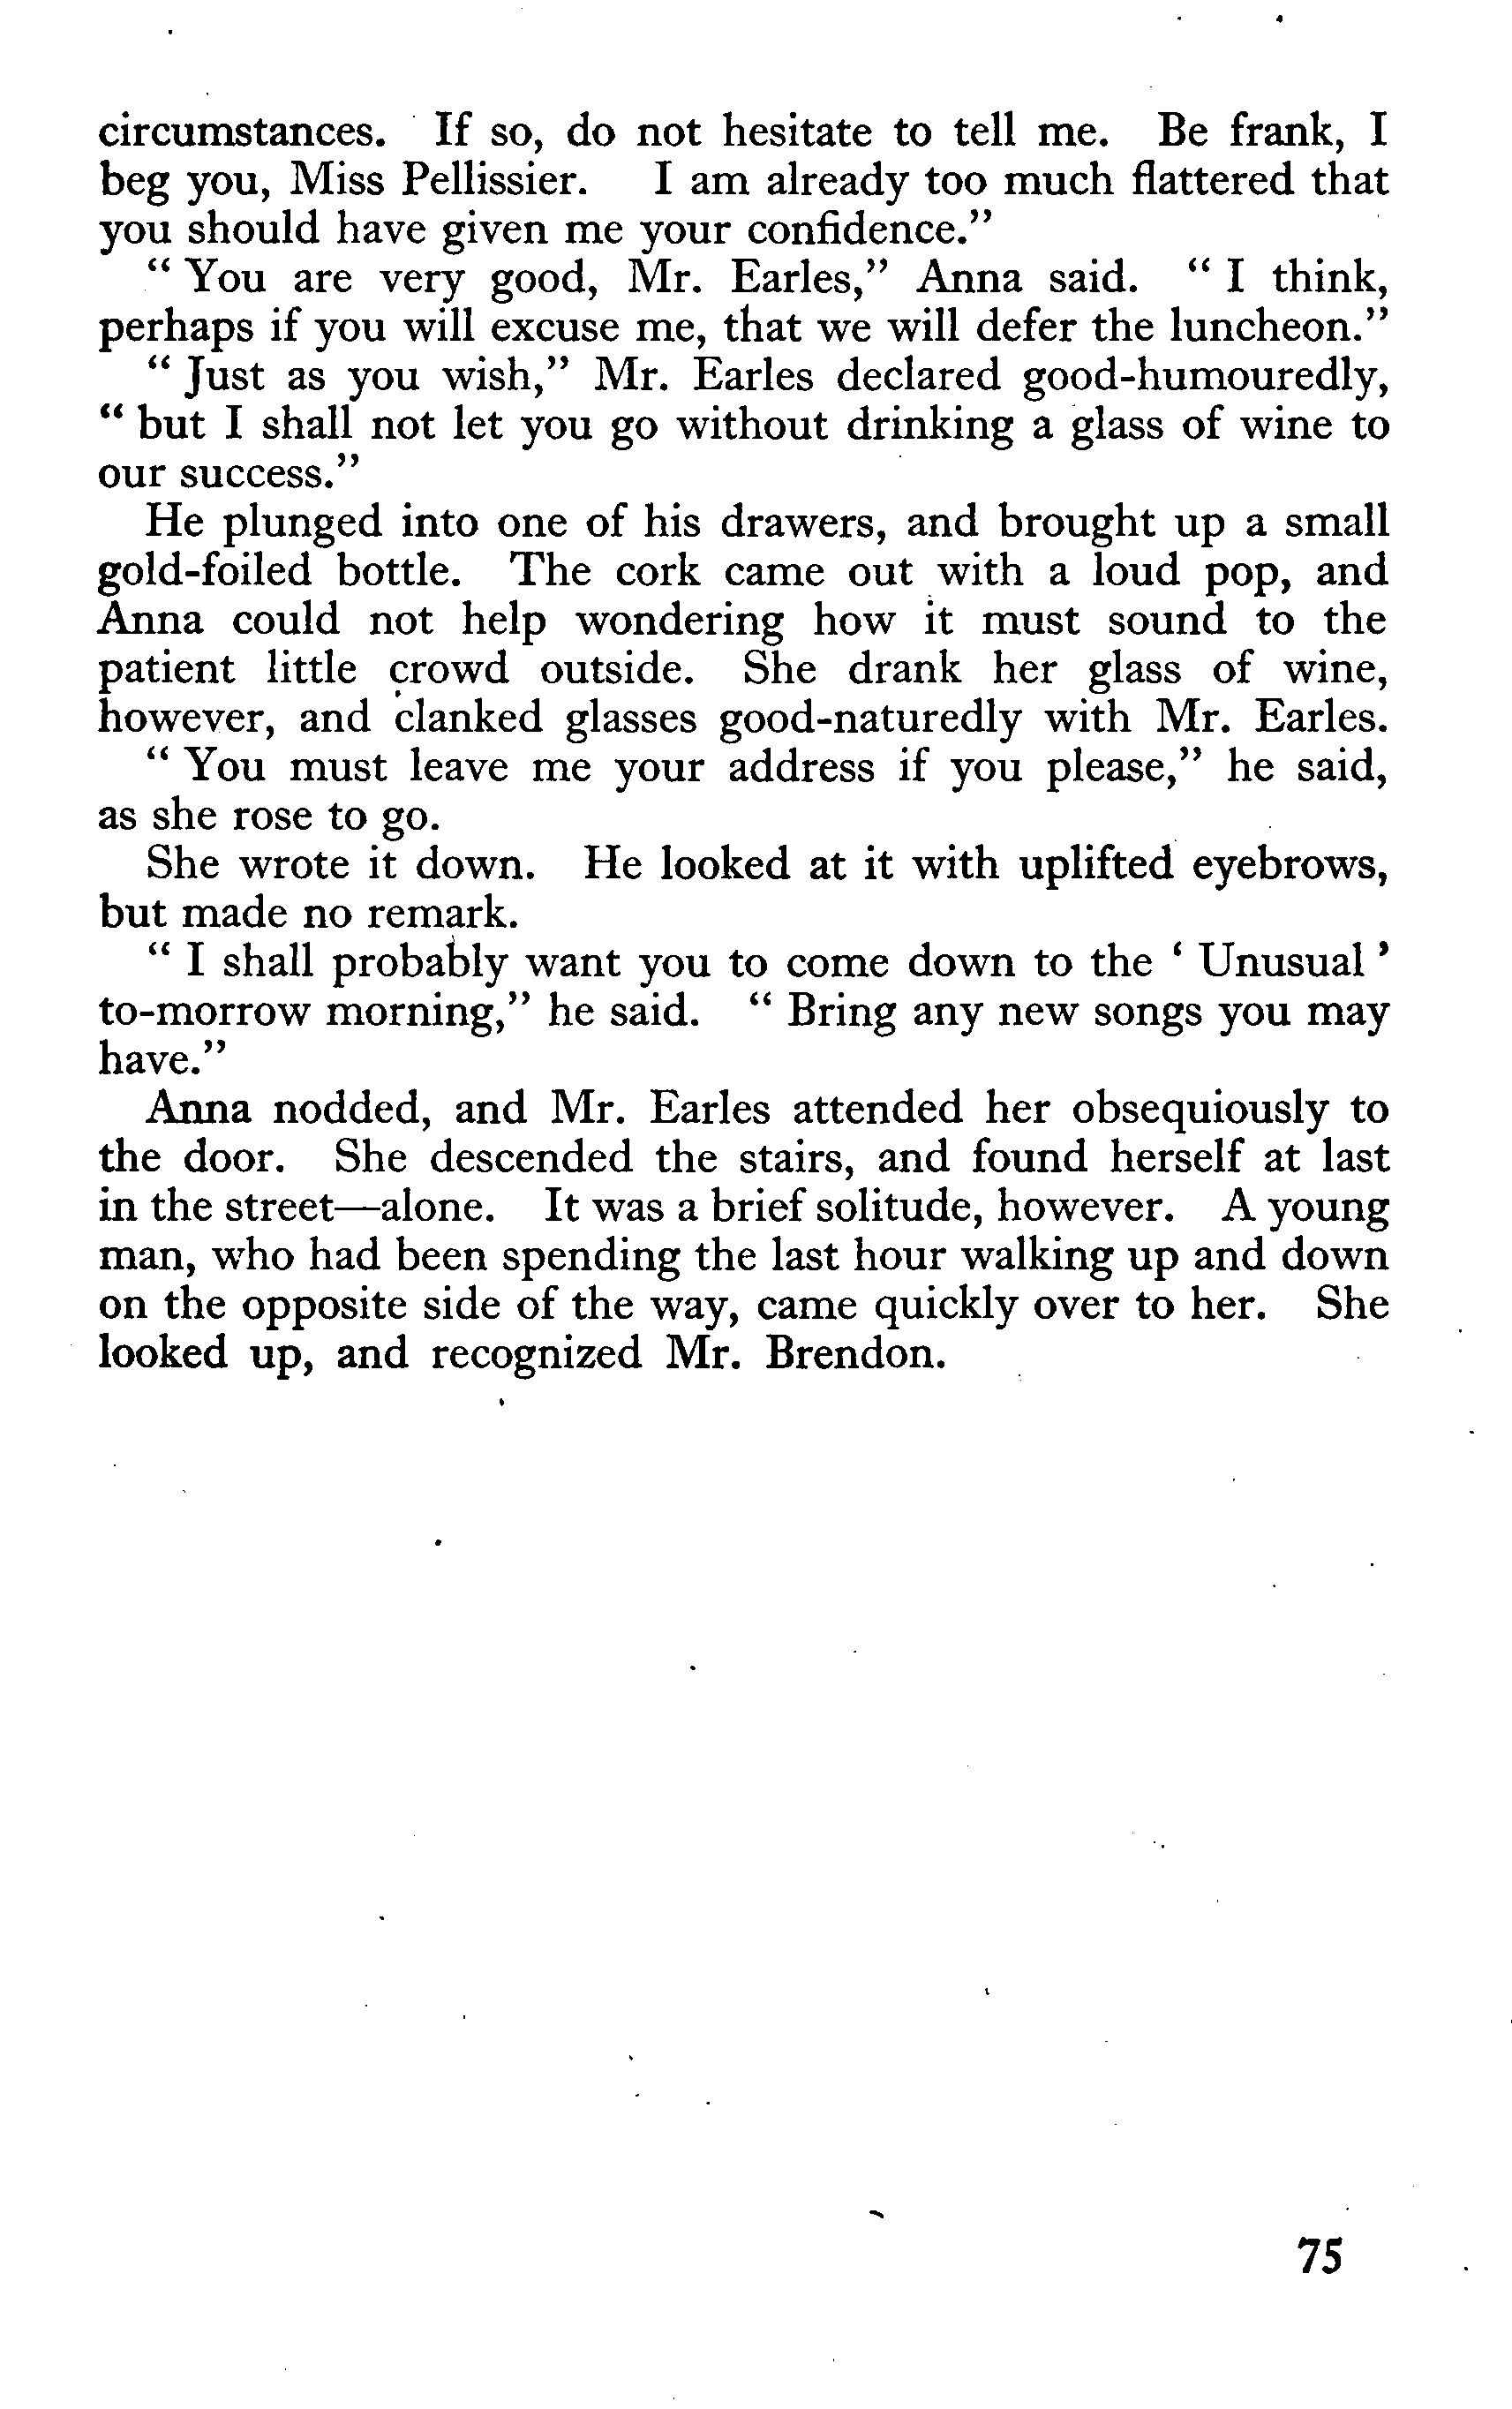 circumstances. If so, do not hesitate to tell me. Be frank, I
beg you, Miss Pellissier. I am already too much flattered that
you should have given me your confidence."
" You are very good, Mr. Earles," Anna said. " I think,
perhaps if you will excuse me, that we will defer the luncheon."
" Just as you wish," Mr. Earles declared good-humouredly,
" but I shall not let you go without drinking a glass of wine to
our success."
He plunged into one of his drawers, and brought up a small
gold-foiled bottle. The cork came out with a loud pop, and
Anna could not help wondering how it must sound to the
patient little crowd outside. She drank her glass of wine,
however, and clanked glasses good-naturedly with Mr. Earles.
" You must leave me your address if you please," he said,
as she rose to go.
She wrote it down. He looked at it with uplifted eyebrows,
but made no remark.
" I shall probably want you to come down to the ' Unusual '
to-morrow morning," he said. " Bring any new songs you may
have."
Anna nodded, and Mr. Earles attended her obsequiously to
the door. She descended the stairs, and found herself at last
in the street—alone. It was a brief solitude, however. A young
man, who had been spending the last hour walking up and down
on the opposite side of the way, came quickly over to her. She
looked up, and recognized Mr. Brendon.
75